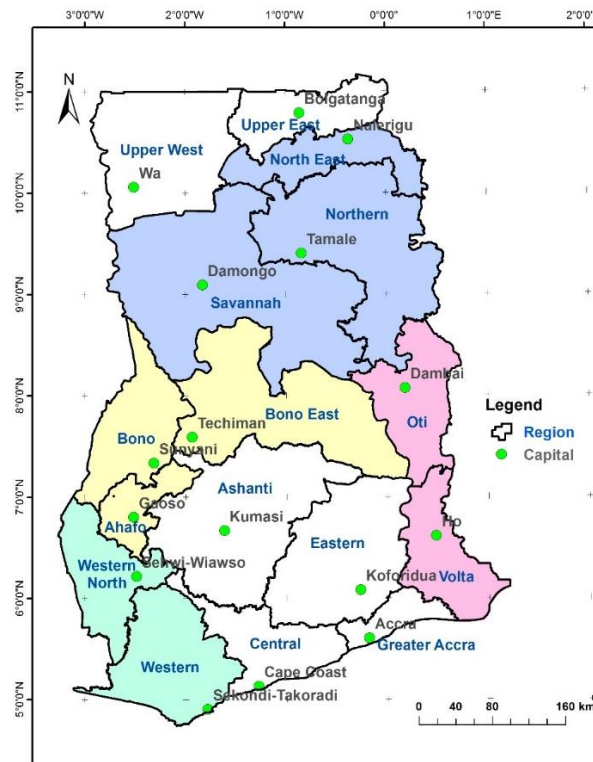 3°0'0"W 2°0'0"W 1°0'0"W 0°0'0" 1°0'0"E 2°0'
N
11°0'0"N
Bolgatanga
Upper East
Nalerigu
Upper West
North East
Wa
10°0'0"N
Northern
Tamale
Damongo
9°0'0"N
Savannah
Dambai
8°0'0"N
Legend
Techiman
Bono East
Oti
Region
Bono
Sunyani
Capital
7°0'0"N
Ashanti
Gaoso
Ho
Ahafo
Kumasi
Eastern
Sehwi-Wiawso
Western
North
Koforidua
Volta
6°0'0"N
Accra
Central
Greater Accra
Western
Cape Coast
Sekondi-Takoradi
5°0'0"N
0 40 80 160 km